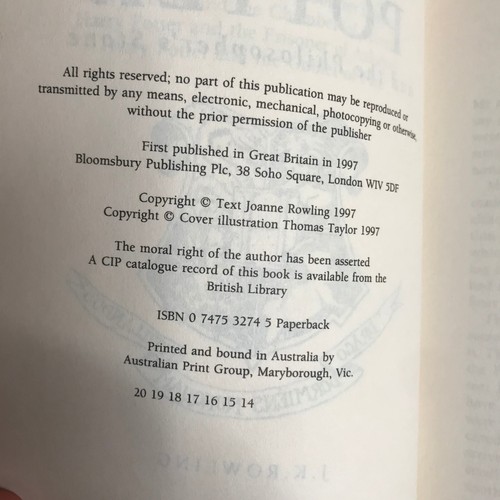 All rights reserved; no part of this publication may be reproduced or
transmitted by any means, electronic, mechanical, photocopying or otherwise,
without the prior permission of the publisher
First published in Great Britain in 1997
Bloomsbury Publishing Plc, 38 Soho Square, London WIV 5DF
Copyright © Text Joanne Rowling 1997
Copyright © Cover illustration Thomas Taylor 1997
The moral right of the author has been asserted
A CIP catalogue record of this book is available from the
British Library
ISBN 0 7475 3274 5 Paperback
Printed and bound in Australia by
Australian Print Group, Maryborough, Vic.
20 19 18 17 16 15 14